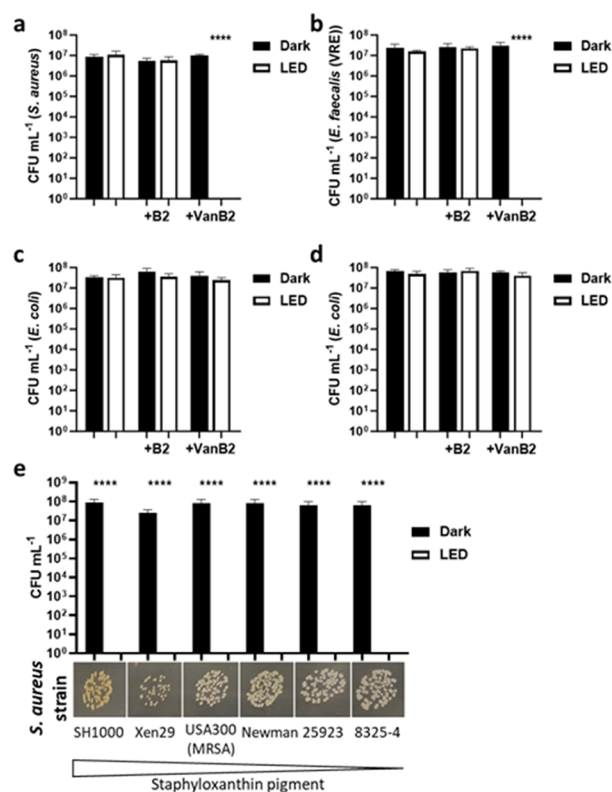 a
b
10⁸
10⁷
10⁶
10⁵
10⁴
10³
10²
10¹
10⁰
CFU mL⁻¹ (S. aureus)
****
Dark
LED
+B2
+VanB2
10⁸
10⁷
10⁶
10⁵
10⁴
10³
10²
10¹
10⁰
CFU mL⁻¹ (E. faecalis (VRE))
****
Dark
LED
+B2
+VanB2
c
d
10⁸
10⁷
10⁶
10⁵
10⁴
10³
10²
10¹
10⁰
CFU mL⁻¹ (E. coli)
Dark
LED
+B2
+VanB2
10⁸
10⁷
10⁶
10⁵
10⁴
10³
10²
10¹
10⁰
CFU mL⁻¹ (E. coli)
Dark
LED
+B2
+VanB2
e
10⁹
10⁸
10⁷
10⁶
10⁵
10⁴
10³
10²
10¹
10⁰
CFU mL⁻¹
**** **** **** **** **** ****
Dark
LED
S. aureus
strain
SH1000 Xen29 USA300 Newman 25923 8325-4
(MRSA)
Staphyloxanthin pigment